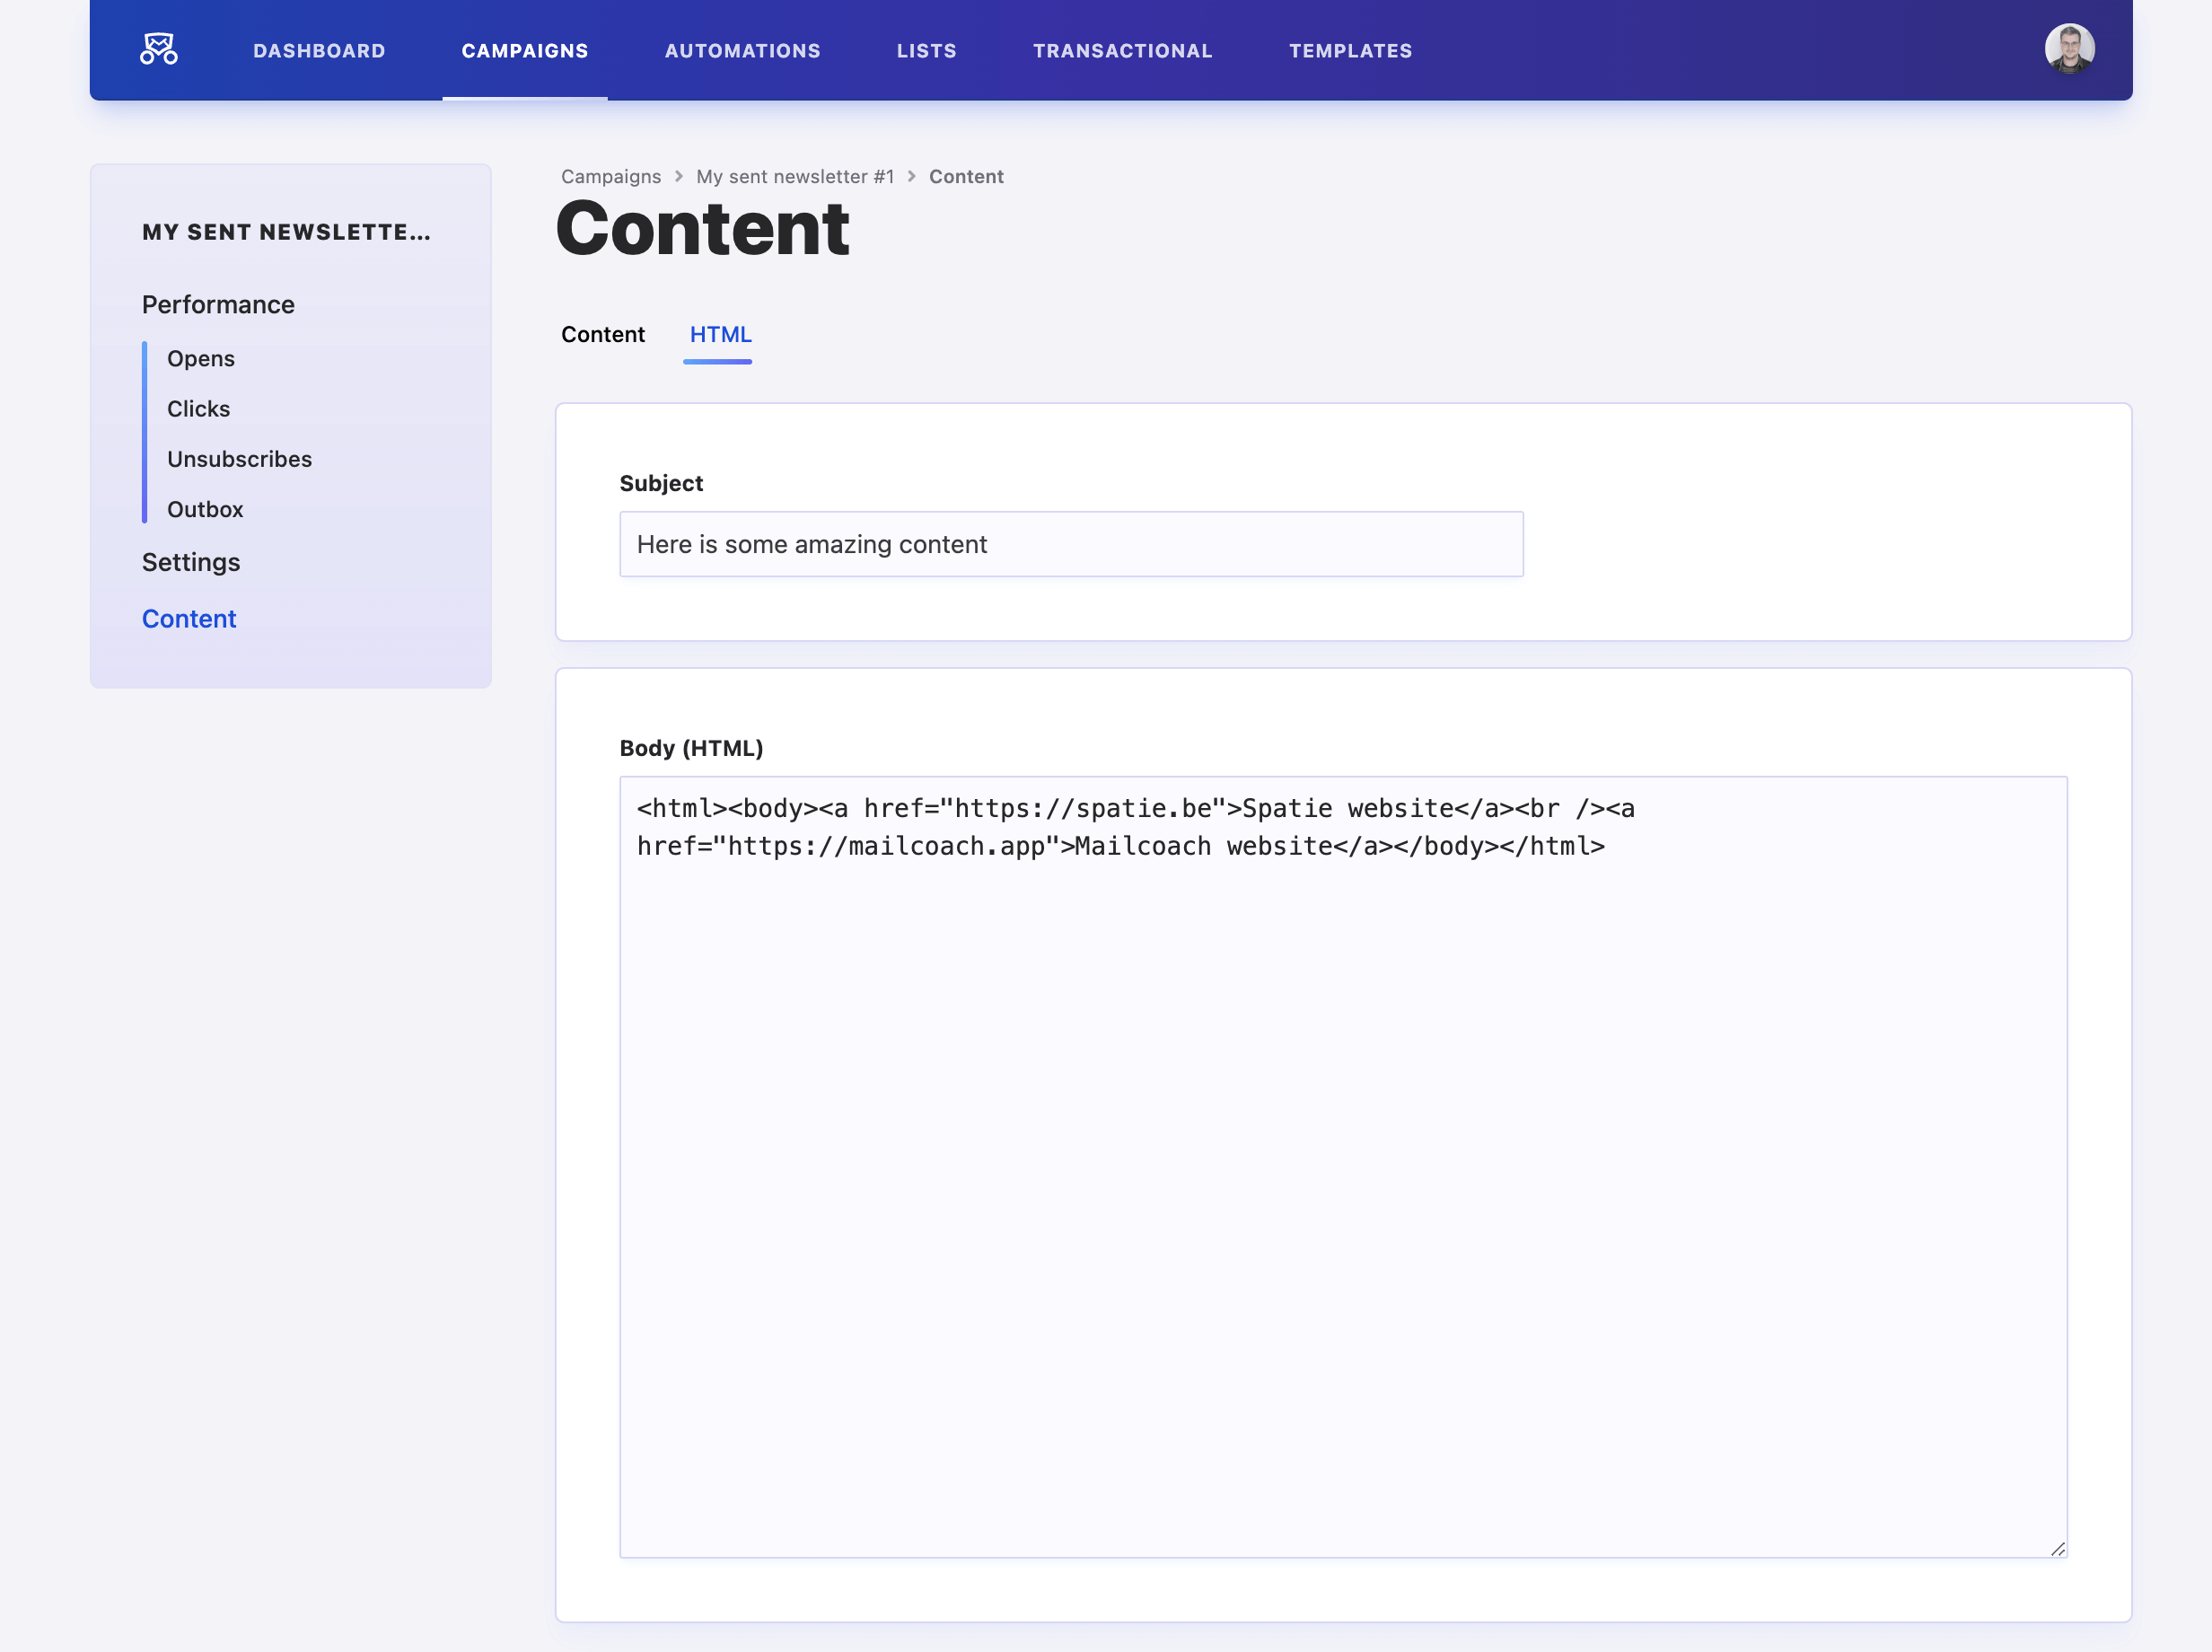 DASHBOARD CAMPAIGNS AUTOMATIONS LISTS TRANSACTIONAL TEMPLATES
MY SENT NEWSLETTE...
Performance
Opens
Clicks
Unsubscribes
Outbox
Settings
Content
Campaigns > My sent newsletter #1 > Content
Content
Content HTML
Subject
Here is some amazing content
Body (HTML)
<html><body><a href="https://spatie.be">Spatie website</a><br /><a
href="https://mailcoach.app">Mailcoach website</a></body></html>